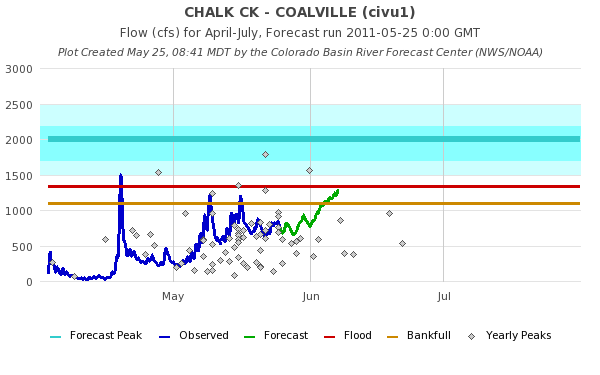 CHALK CK - COALVILLE (civu1)
Flow (cfs) for April-July, Forecast run 2011-05-25 0:00 GMT
Plot Created May 25, 08:41 MDT by the Colorado Basin River Forecast Center (NWS/NOAA)
3000
2500
2000
1500
1000
500
0
May Jun Jul
Forecast Peak Observed Forecast Flood Bankfull Yearly Peaks